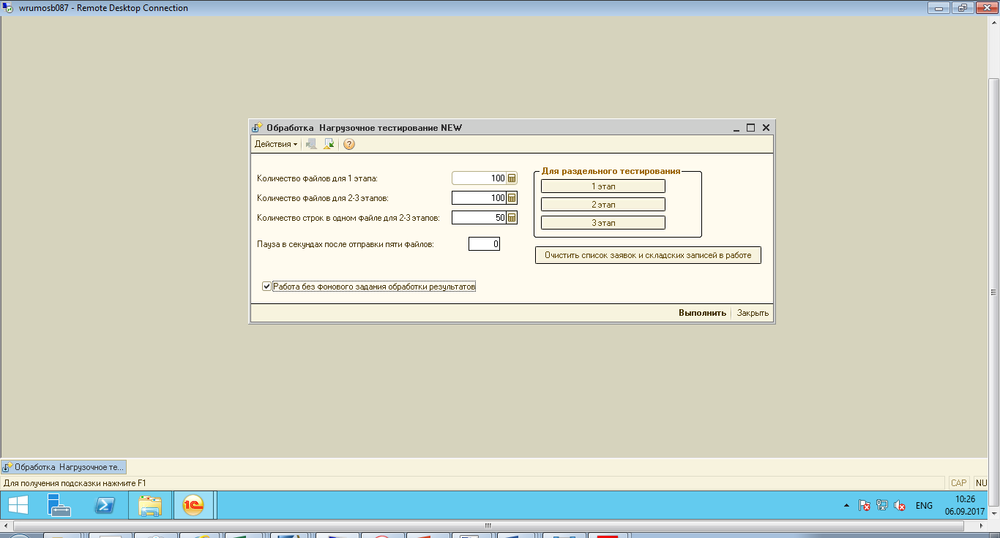 wrumosb087 - Remote Desktop Connection
Обработка Нагрузочное тестирование NEW
Действия
Количество файлов для 1 этапа: 100
Количество файлов для 2-3 этапов: 100
Количество строк в одном файле для 2-3 этапов: 50
Пауза в секундах после отправки пяти файлов: 0
Работа без фонового задания обработки результатов
Для раздельного тестирования
1 этап
2 этап
3 этап
Очистить список заявок и складских записей в работе
Выполнить Закрыть
Обработка Нагрузочное те...
Для получения подсказки нажмите F1
CAP NU
1С
ENG
10:26
06.09.2017